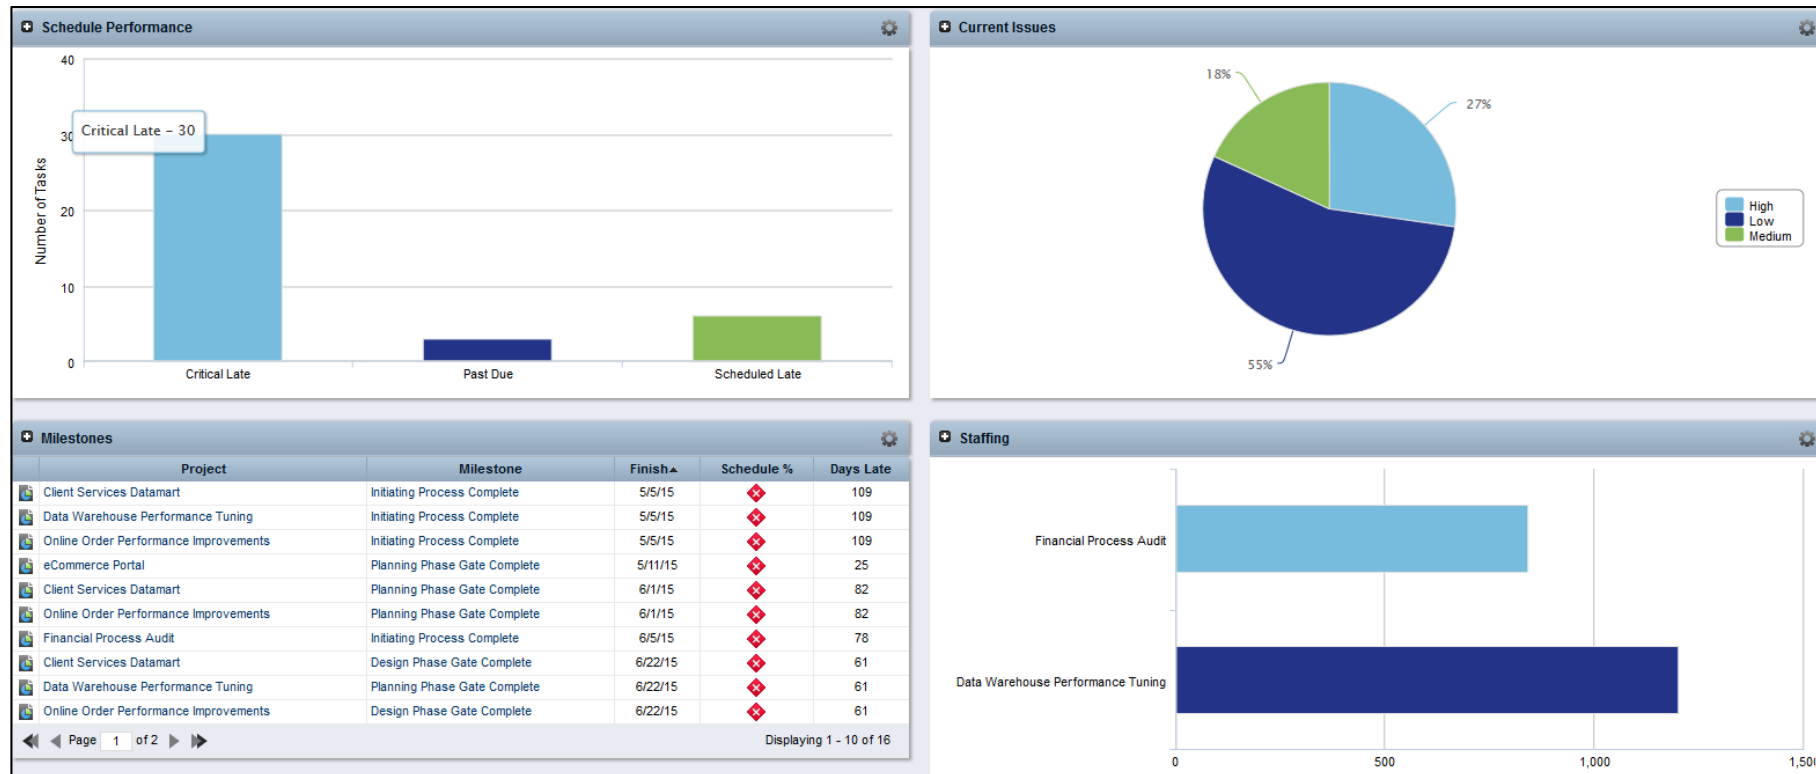 Schedule Performance
40
30
20
10
0
Number of Tasks
Critical Late – 30
Critical Late
Past Due
Scheduled Late
Current Issues
18%
27%
55%
High
Low
Medium
Milestones
Project Milestone Finish Schedule % Days Late
Client Services Datamart Initiating Process Complete 5/5/15 109
Data Warehouse Performance Tuning Initiating Process Complete 5/5/15 109
Online Order Performance Improvements Initiating Process Complete 5/5/15 109
eCommerce Portal Planning Phase Gate Complete 5/11/15 25
Client Services Datamart Planning Phase Gate Complete 6/1/15 82
Online Order Performance Improvements Planning Phase Gate Complete 6/1/15 82
Financial Process Audit Initiating Process Complete 6/5/15 78
Client Services Datamart Design Phase Gate Complete 6/22/15 61
Data Warehouse Performance Tuning Planning Phase Gate Complete 6/22/15 61
Online Order Performance Improvements Design Phase Gate Complete 6/22/15 61
Page 1 of 2 Displaying 1 - 10 of 16
Staffing
Financial Process Audit
Data Warehouse Performance Tuning
0 500 1,000